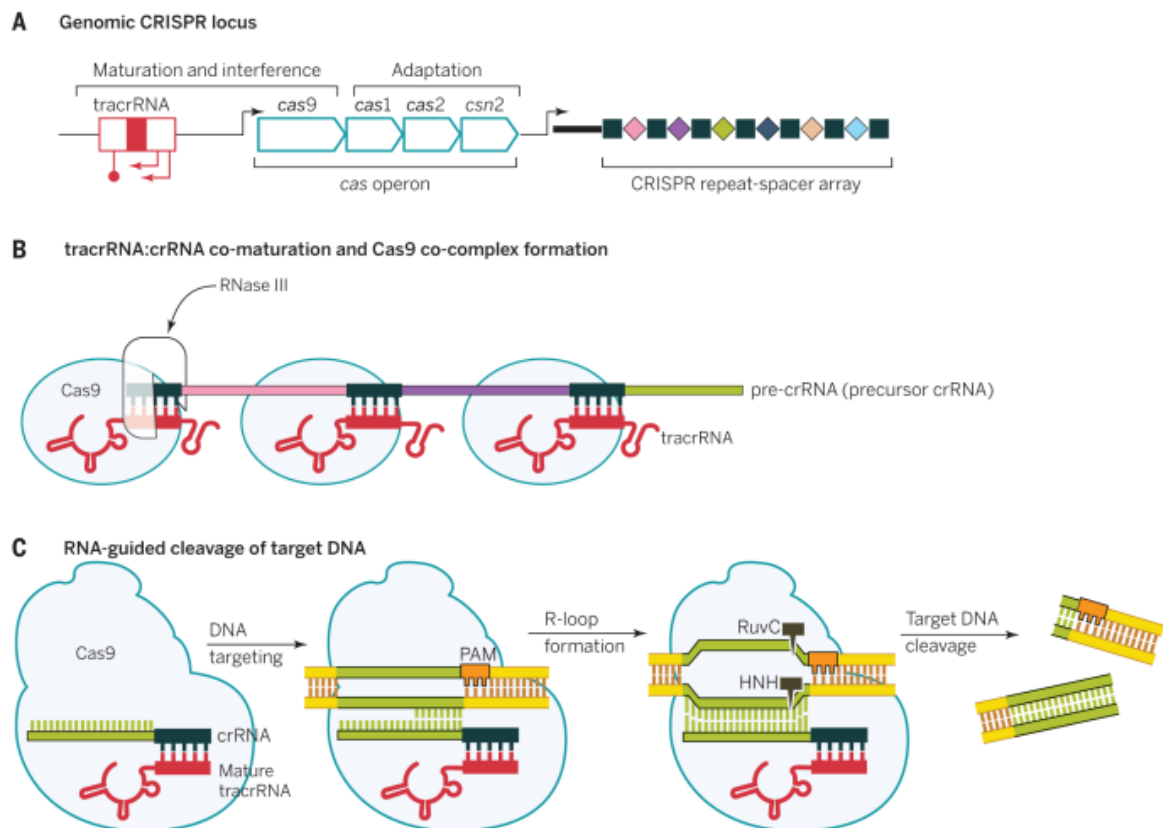 A Genomic CRISPR locus
Maturation and interference
Adaptation
tracrRNA
cas9
cas1
cas2
csn2
cas operon
CRISPR repeat-spacer array
B tracrRNA:crRNA co-maturation and Cas9 co-complex formation
RNase III
Cas9
pre-crRNA (precursor crRNA)
tracrRNA
C RNA-guided cleavage of target DNA
Cas9
DNA
targeting
PAM
R-loop
formation
RuvC
HNH
Target DNA
cleavage
crRNA
Mature
tracrRNA